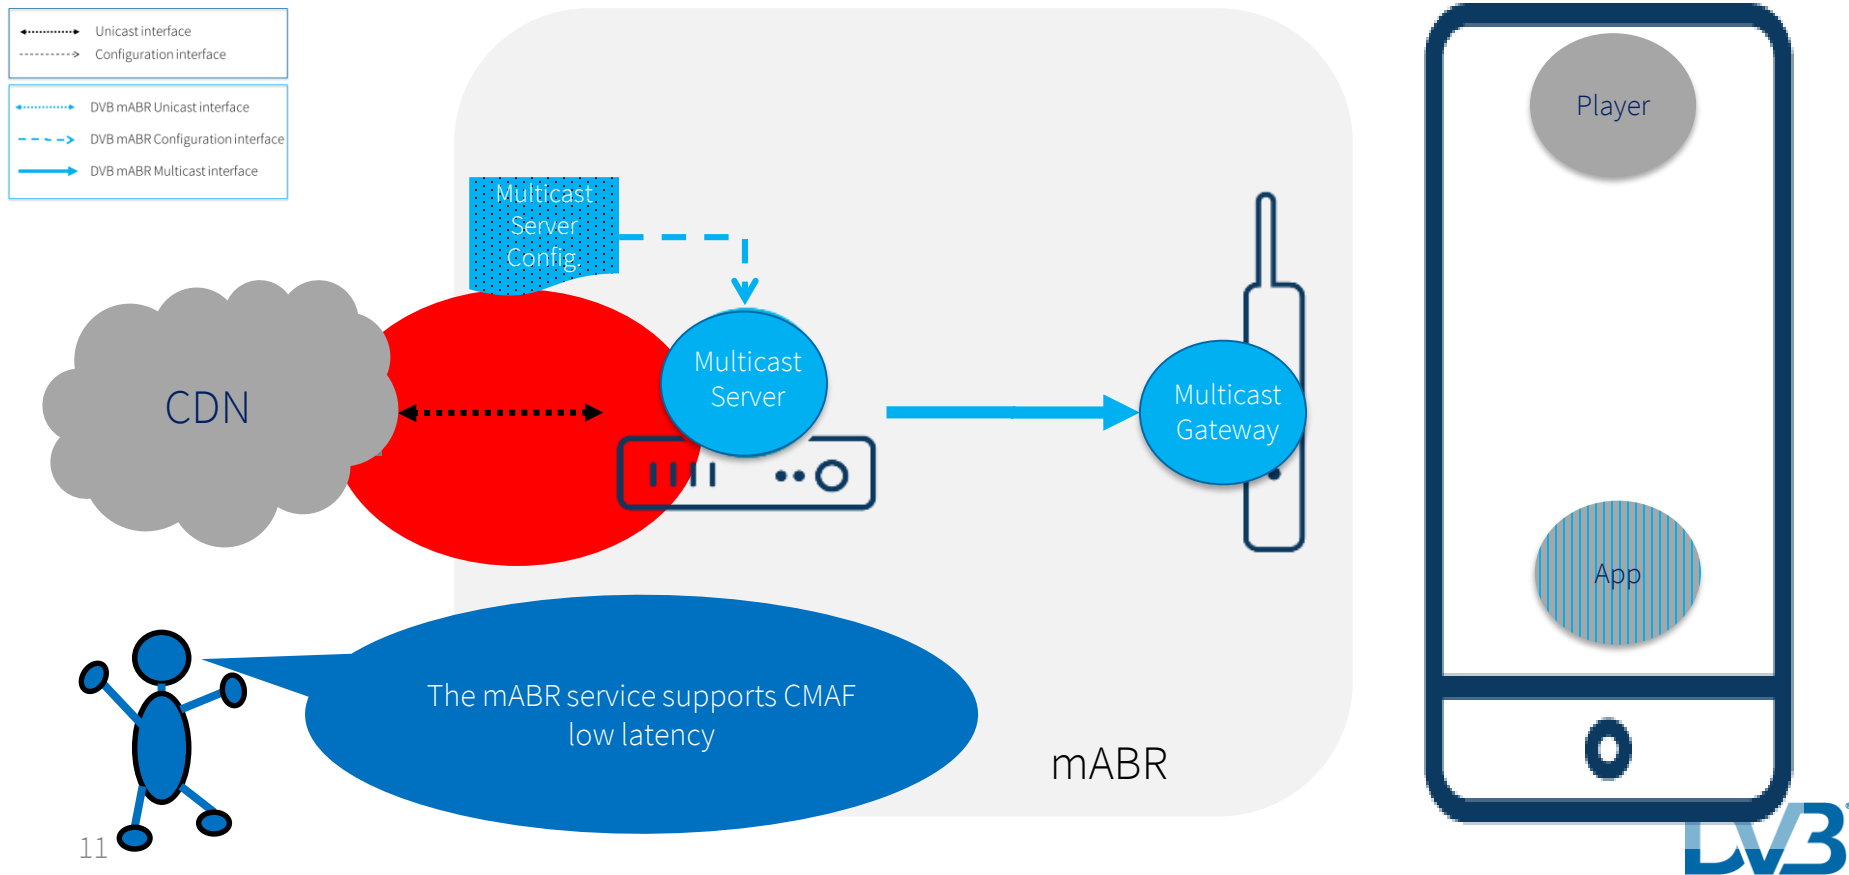 Unicast interface
Configuration interface
DVB mABR Unicast interface
DVB mABR Configuration interface
DVB mABR Multicast interface
Multicast
Server
Config.
CDN
Multicast
Server
Multicast
Gateway
Player
App
The mABR service supports CMAF
low latency
mABR
11
DVB